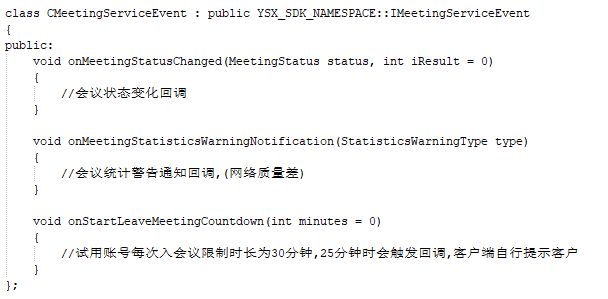 class CMeetingServiceEvent : public YSX_SDK_NAMESPACE::IMeetingServiceEvent
{
public:
    void onMeetingStatusChanged(MeetingStatus status, int iResult = 0)
    {
        //会议状态变化回调
    }

    void onMeetingStatisticsWarningNotification(StatisticsWarningType type)
    {
        //会议统计警告通知回调,(网络质量差)
    }

    void onStartLeaveMeetingCountdown(int minutes = 0)
    {
        //试用账号每次入会议限制时长为30分钟,25分钟时会触发回调,客户端自行提示客户
    }
};